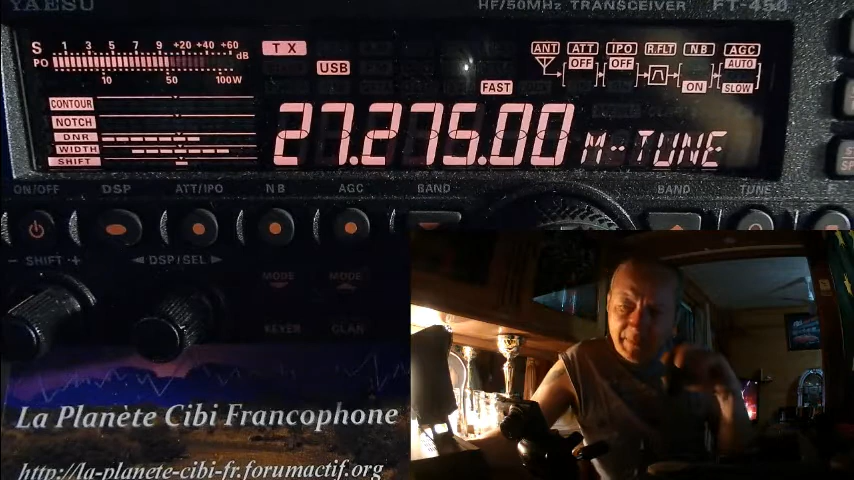 YAESU HF/50MHz TRANSCEIVER FT-450
S 1 3 5 7 9 +20 +40 +60 dB
PO 10 50 100W
TX
USB
FAST
ANT ATT IPO R.FLT NB AGC
OFF OFF AUTO
ON SLOW
CONTOUR
NOTCH
DNR
WIDTH
SHIFT
27.275.00 M-TUNE
ON/OFF DSP ATT/IPO NB AGC BAND BAND TUNE
- SHIFT + ◄ DSP/SEL ►
MODE MODE
KEYER CLAR
La Planète Cibi Francophone
http://la-planete-cibi-fr.forumactif.org